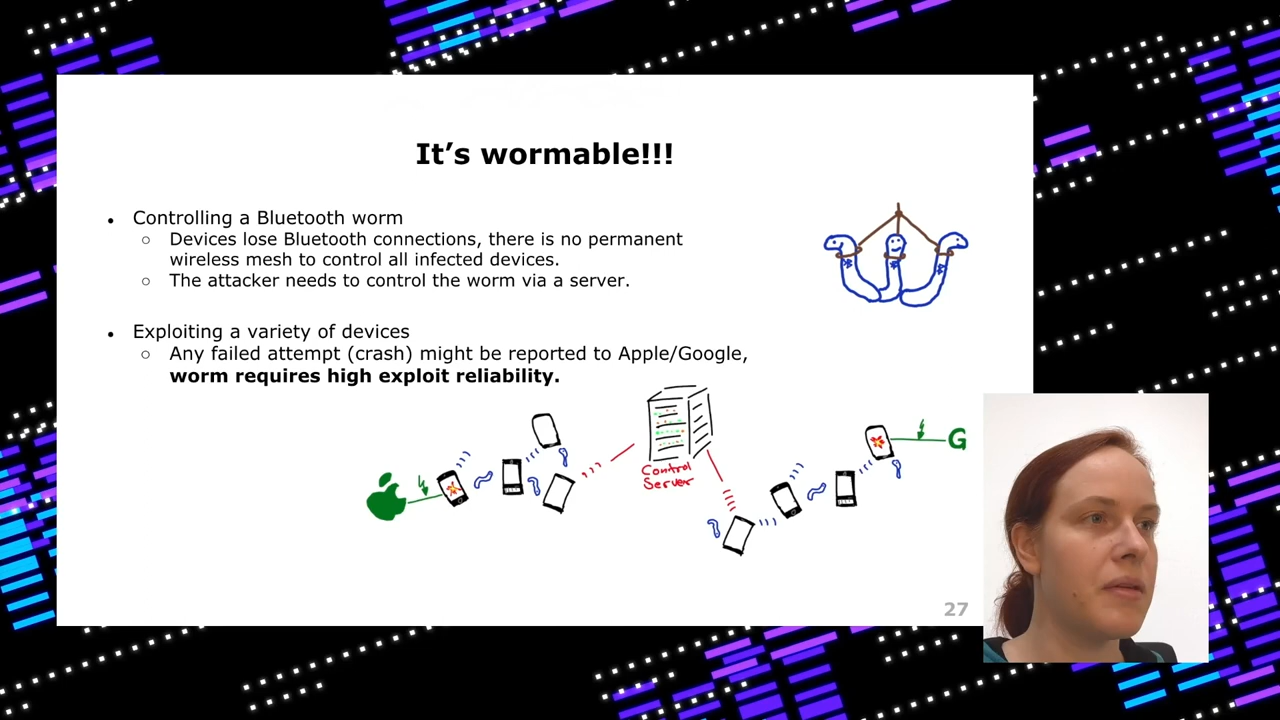 It's wormable!!!
• Controlling a Bluetooth worm
○ Devices lose Bluetooth connections, there is no permanent
wireless mesh to control all infected devices.
○ The attacker needs to control the worm via a server.
• Exploiting a variety of devices
○ Any failed attempt (crash) might be reported to Apple/Google,
worm requires high exploit reliability.
Control
Server
G
27